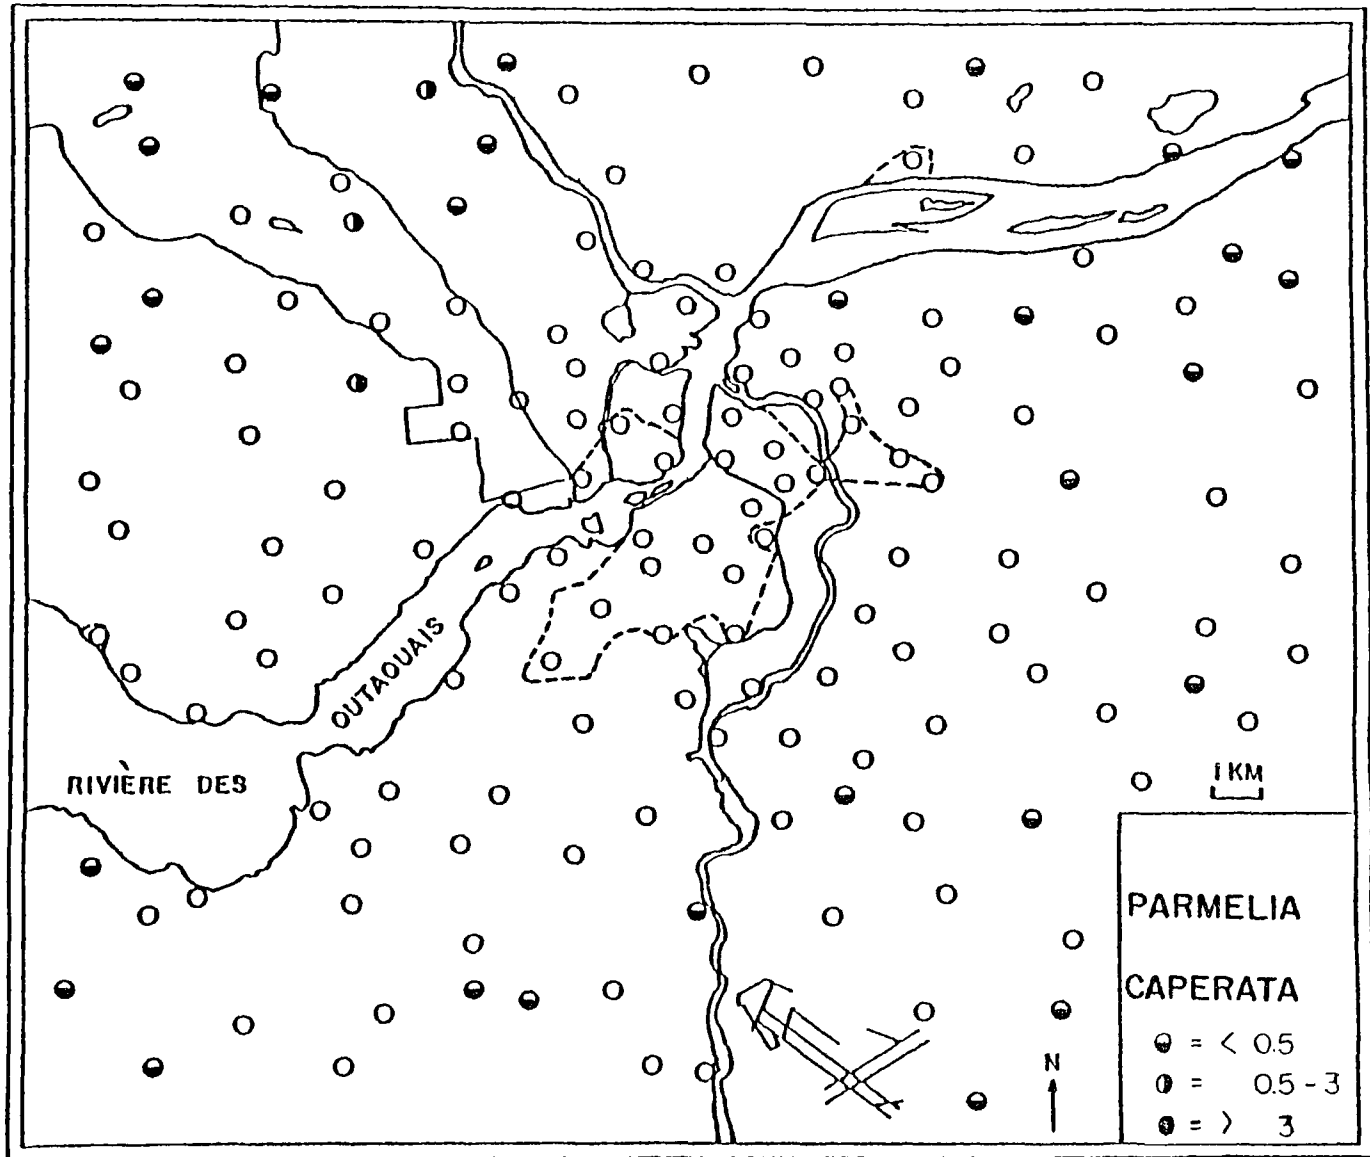 OUTAOUAIS
RIVIÈRE DES
1 KM
PARMELIA
CAPERATA
= < 0.5
= 0.5 - 3
= > 3
N